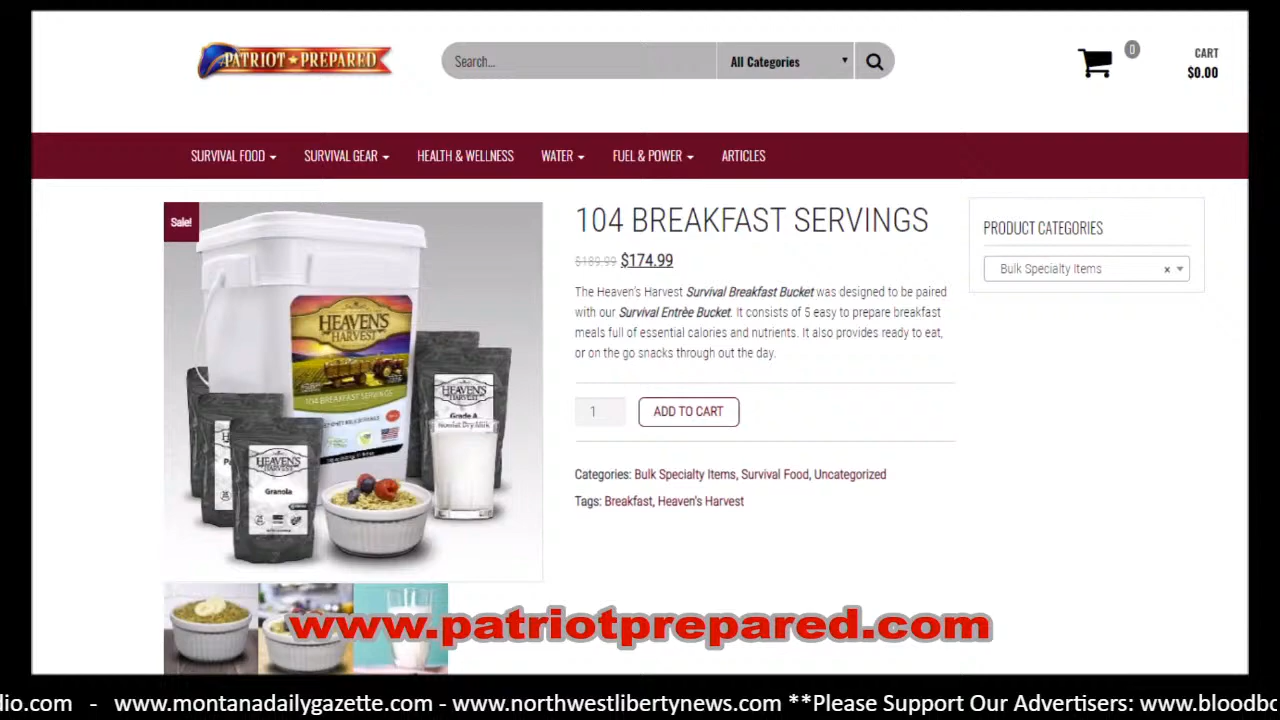 PATRIOT★PREPARED
Search...
All Categories
0
CART
$0.00
SURVIVAL FOOD
SURVIVAL GEAR
HEALTH & WELLNESS
WATER
FUEL & POWER
ARTICLES
Sale!
HEAVEN'S
HARVEST
104 BREAKFAST SERVINGS
HEAVEN'S
HARVEST
Grade A
Nonfat Dry Milk
HEAVEN'S
HARVEST
Granola
104 BREAKFAST SERVINGS
$189.99 $174.99
The Heaven's Harvest Survival Breakfast Bucket was designed to be paired
with our Survival Entrèe Bucket. It consists of 5 easy to prepare breakfast
meals full of essential calories and nutrients. It also provides ready to eat,
or on the go snacks through out the day.
1
ADD TO CART
Categories: Bulk Specialty Items, Survival Food, Uncategorized
Tags: Breakfast, Heaven's Harvest
PRODUCT CATEGORIES
Bulk Specialty Items ×
www.patriotprepared.com
dio.com - www.montanadailygazette.com - www.northwestlibertynews.com **Please Support Our Advertisers: www.bloodbo